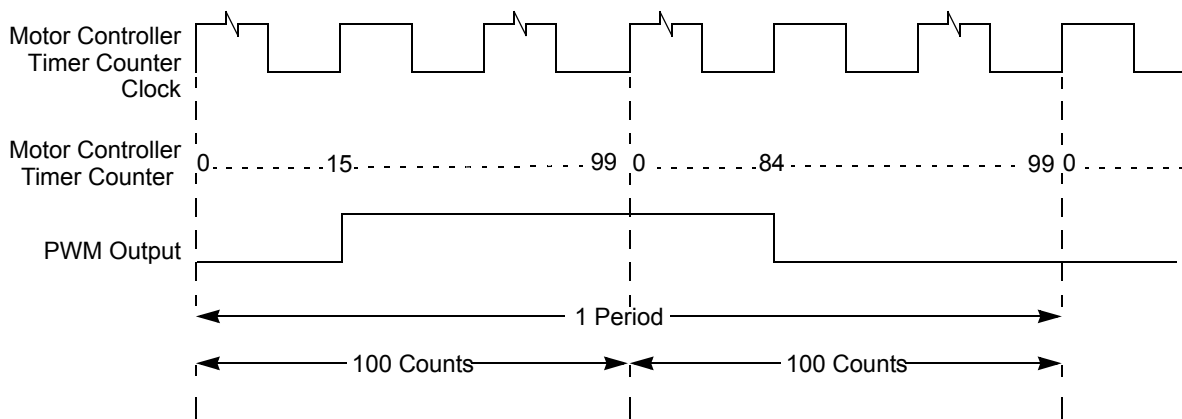 Motor Controller
Timer Counter
Clock
Motor Controller
Timer Counter
0 15 99 0 84 99 0
PWM Output
1 Period
100 Counts 100 Counts